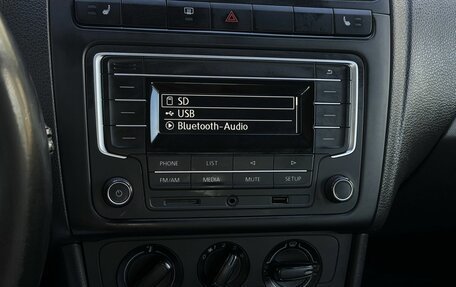 SD
USB
Bluetooth-Audio
PHONE LIST
FM/AM MEDIA MUTE SETUP